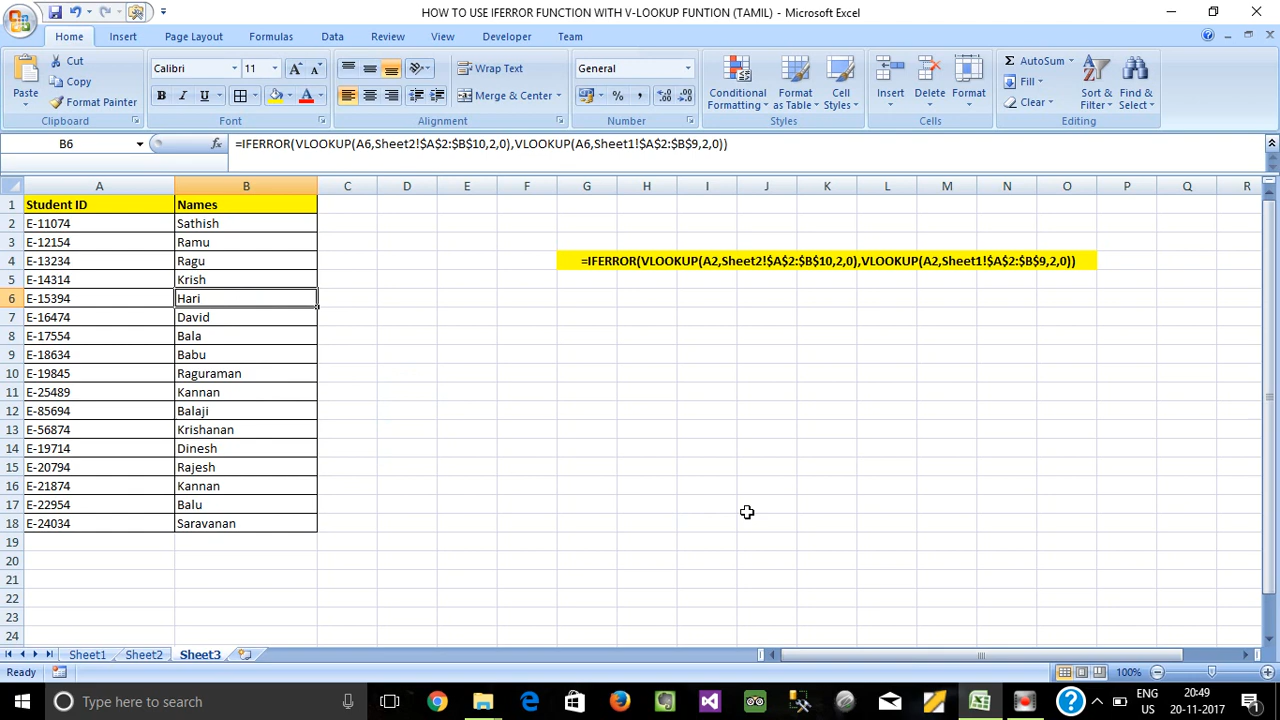 HOW TO USE IFERROR FUNCTION WITH V-LOOKUP FUNTION (TAMIL) - Microsoft Excel
Home Insert Page Layout Formulas Data Review View Developer Team
Paste
Cut
Copy
Format Painter
Clipboard
Calibri 11
B I U
Font
Wrap Text
Merge & Center
Alignment
General
% ,
Number
Conditional Formatting
Format as Table
Cell Styles
Styles
Insert Delete Format
Cells
AutoSum
Fill
Clear
Sort & Filter
Find & Select
Editing
B6 fx =IFERROR(VLOOKUP(A6,Sheet2!$A$2:$B$10,2,0),VLOOKUP(A6,Sheet1!$A$2:$B$9,2,0))
A B C D E F G H I J K L M N O P Q R
1 Student ID Names
2 E-11074 Sathish
3 E-12154 Ramu
4 E-13234 Ragu =IFERROR(VLOOKUP(A2,Sheet2!$A$2:$B$10,2,0),VLOOKUP(A2,Sheet1!$A$2:$B$9,2,0))
5 E-14314 Krish
6 E-15394 Hari
7 E-16474 David
8 E-17554 Bala
9 E-18634 Babu
10 E-19845 Raguraman
11 E-25489 Kannan
12 E-85694 Balaji
13 E-56874 Krishanan
14 E-19714 Dinesh
15 E-20794 Rajesh
16 E-21874 Kannan
17 E-22954 Balu
18 E-24034 Saravanan
19
20
21
22
23
24
Sheet1 Sheet2 Sheet3
Ready 100%
Type here to search
ENG
US
20:49
20-11-2017